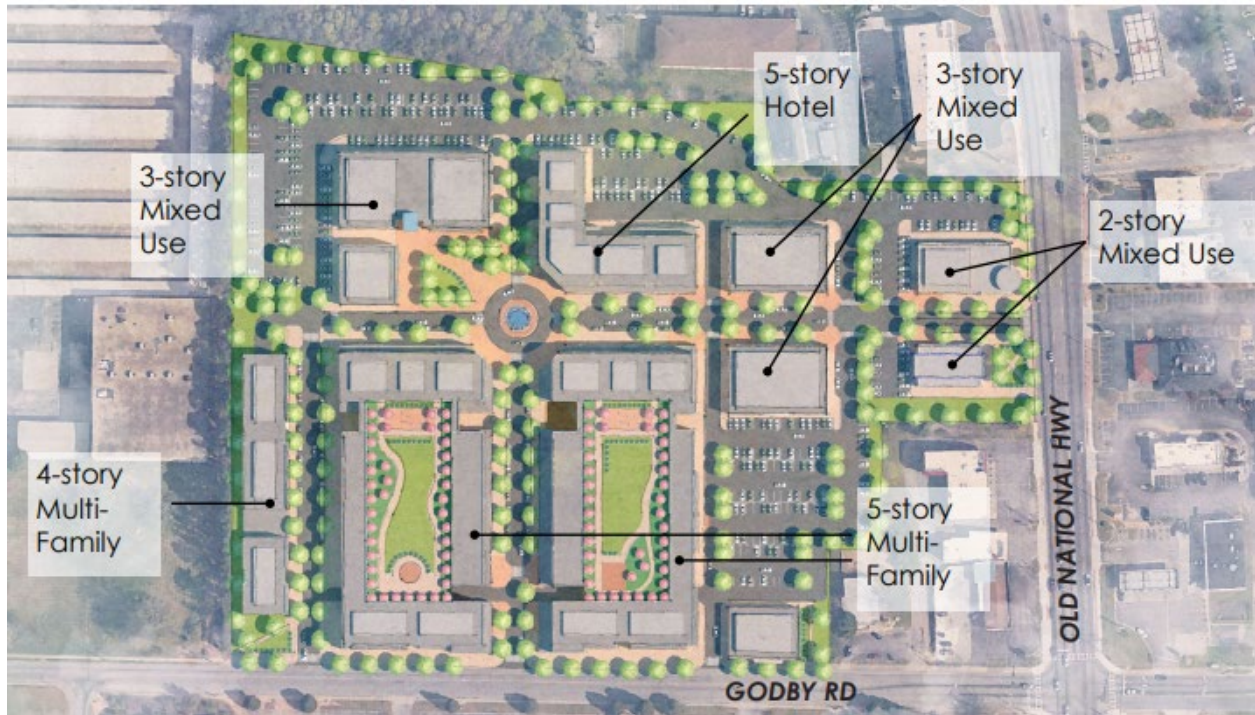 5-story
Hotel
3-story
Mixed
Use
3-story
Mixed
Use
2-story
Mixed Use
4-story
Multi-
Family
5-story
Multi-
Family
OLD NATIONAL HWY
GODBY RD